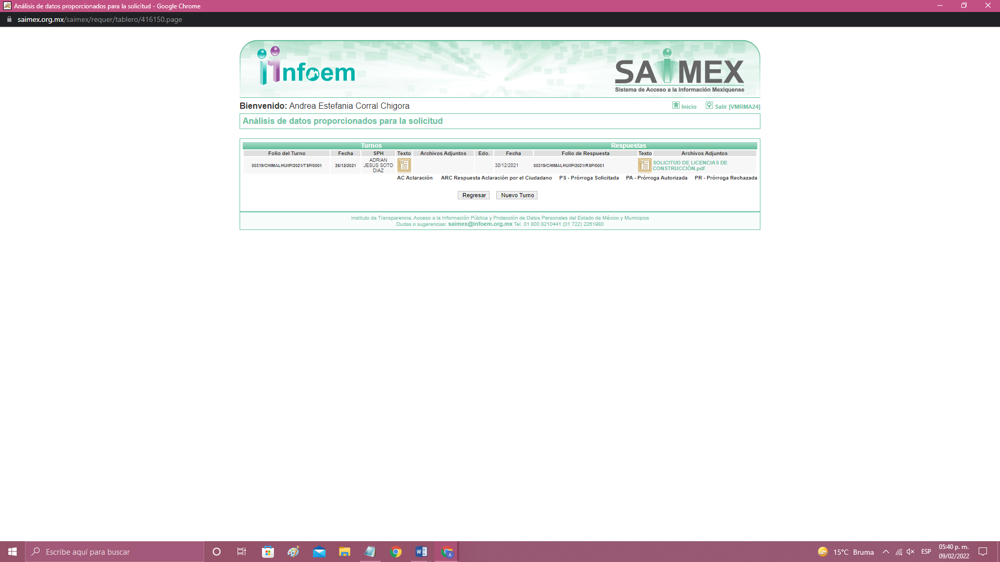 Análisis de datos proporcionados para la solicitud - Google Chrome
saimex.org.mx/saimex/requer/tablero/416150.page
infoem
SAIMEX
Sistema de Acceso a la Información Mexiquense
Bienvenido: Andrea Estefania Corral Chigora
Inicio Salir [VMRMA24]
Análisis de datos proporcionados para la solicitud
Turnos Respuestas
Folio del Turno Fecha SPH Texto Archivos Adjuntos Edo. Fecha Folio de Respuesta Texto Archivos Adjuntos
00319/CHIMALHU/IP/2021/TSP/0001 26/12/2021 ADRIAN JESUS SOTO DIAZ 30/12/2021 00319/CHIMALHU/IP/2021/RSP/0001 SOLICITUD DE LICENCIAS DE CONSTRUCCIÓN.pdf
AC Aclaración ARC Respuesta Aclaración por el Ciudadano PS - Prórroga Solicitada PA - Prórroga Autorizada PR - Prórroga Rechazada
Regresar Nuevo Turno
Instituto de Transparencia, Acceso a la Información Pública y Protección de Datos Personales del Estado de México y Municipios
Dudas o sugerencias: saimex@infoem.org.mx Tel. 01 800 8210441 (01 722) 2261980
Escribe aquí para buscar
15°C Bruma
ESP
05:40 p. m.
09/02/2022